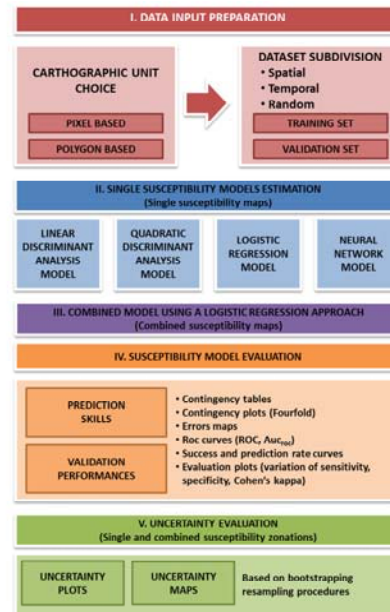 I. DATA INPUT PREPARATION
CARTHOGRAPHIC UNIT
CHOICE
PIXEL BASED
POLYGON BASED
DATASET SUBDIVISION
• Spatial
• Temporal
• Random
TRAINING SET
VALIDATION SET
II. SINGLE SUSCEPTIBILITY MODELS ESTIMATION
(Single susceptibility maps)
LINEAR
DISCRIMINANT
ANALYSIS
MODEL
QUADRATIC
DISCRIMINANT
ANALYSIS
MODEL
LOGISTIC
REGRESSION
MODEL
NEURAL
NETWORK
MODEL
III. COMBINED MODEL USING A LOGISTIC REGRESSION APPROACH
(Combined susceptibility maps)
IV. SUSCEPTIBILITY MODEL EVALUATION
PREDICTION
SKILLS
VALIDATION
PERFORMANCES
• Contingency tables
• Contingency plots (Fourfold)
• Errors maps
• Roc curves (ROC, Auc_ROC)
• Success and prediction rate curves
• Evaluation plots (variation of sensitivity,
specificity, Cohen's kappa)
V. UNCERTAINTY EVALUATION
(Single and combined susceptibility zonations)
UNCERTAINTY
PLOTS
UNCERTAINTY
MAPS
Based on bootstrapping
resampling procedures